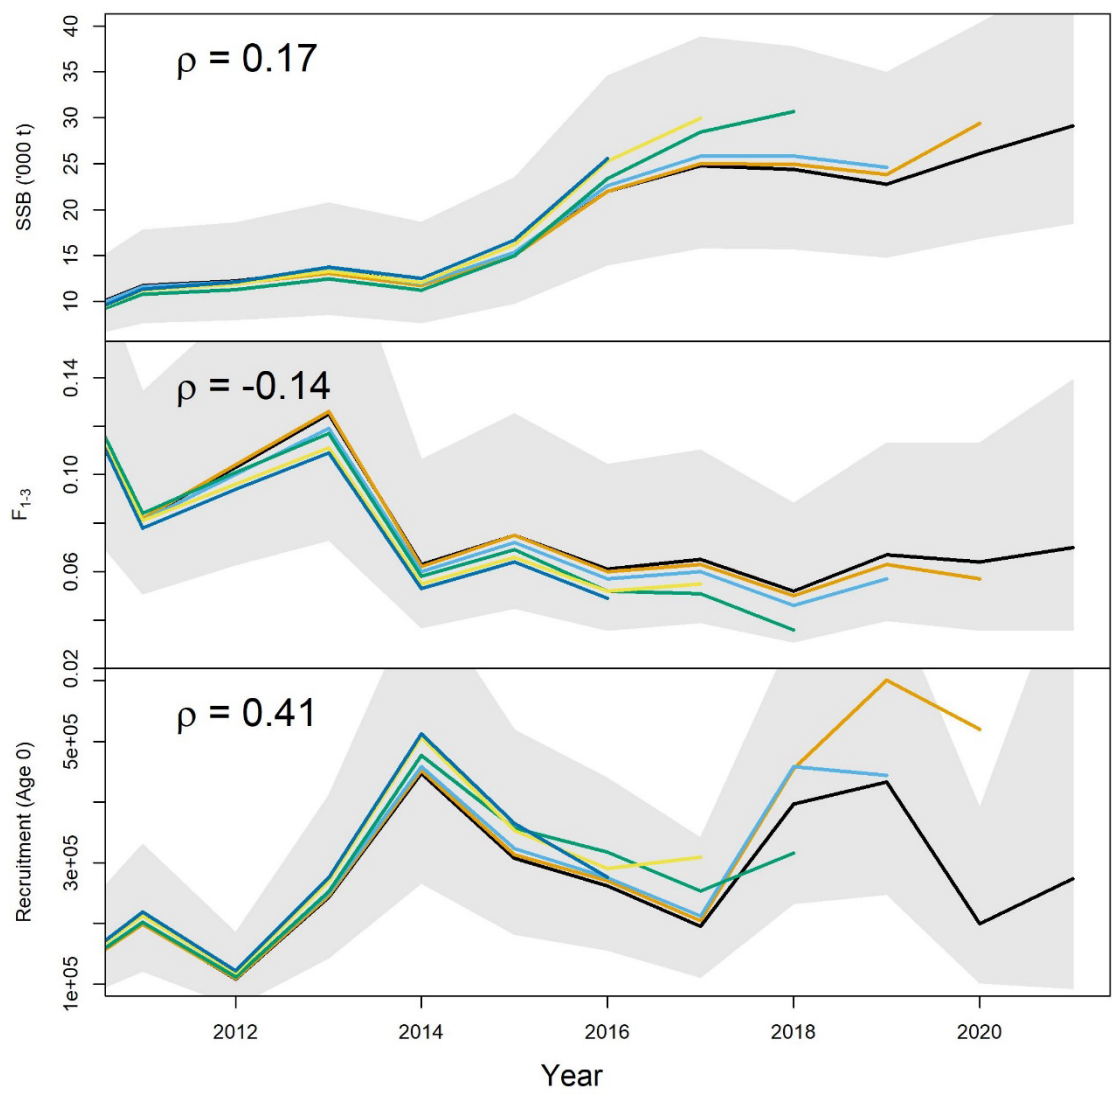 ρ = 0.17
SSB ('000 t)
40
35
30
25
20
15
10
ρ = -0.14
F1-3
0.14
0.10
0.06
0.02
ρ = 0.41
Recruitment (Age 0)
5e+05
3e+05
1e+05
2012 2014 2016 2018 2020
Year